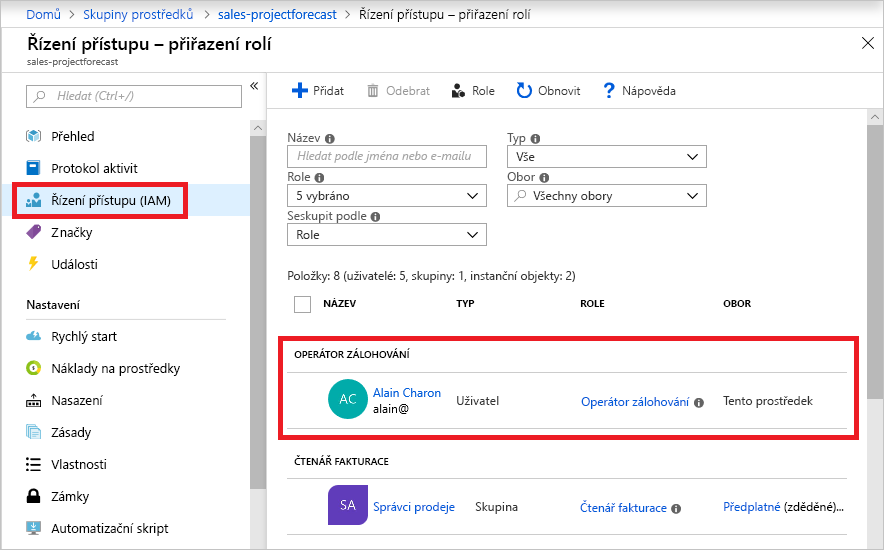 Domů > Skupiny prostředků > sales-projectforecast > Řízení přístupu – přiřazení rolí
Řízení přístupu – přiřazení rolí
sales-projectforecast
Hledat (Ctrl+/)
Přehled
Protokol aktivit
Řízení přístupu (IAM)
Značky
Události
Nastavení
Rychlý start
Náklady na prostředky
Nasazení
Zásady
Vlastnosti
Zámky
Automatizační skript
Přidat Odebrat Role Obnovit Nápověda
Název Typ
Hledat podle jména nebo e-mailu Vše
Role Obor
5 vybráno Všechny obory
Seskupit podle
Role
Položky: 8 (uživatelé: 5, skupiny: 1, instanční objekty: 2)
NÁZEV TYP ROLE OBOR
OPERÁTOR ZÁLOHOVÁNÍ
AC Alain Charon Uživatel Operátor zálohování Tento prostředek
alain@
ČTENÁŘ FAKTURACE
SA Správci prodeje Skupina Čtenář fakturace Předplatné (zděděné)...